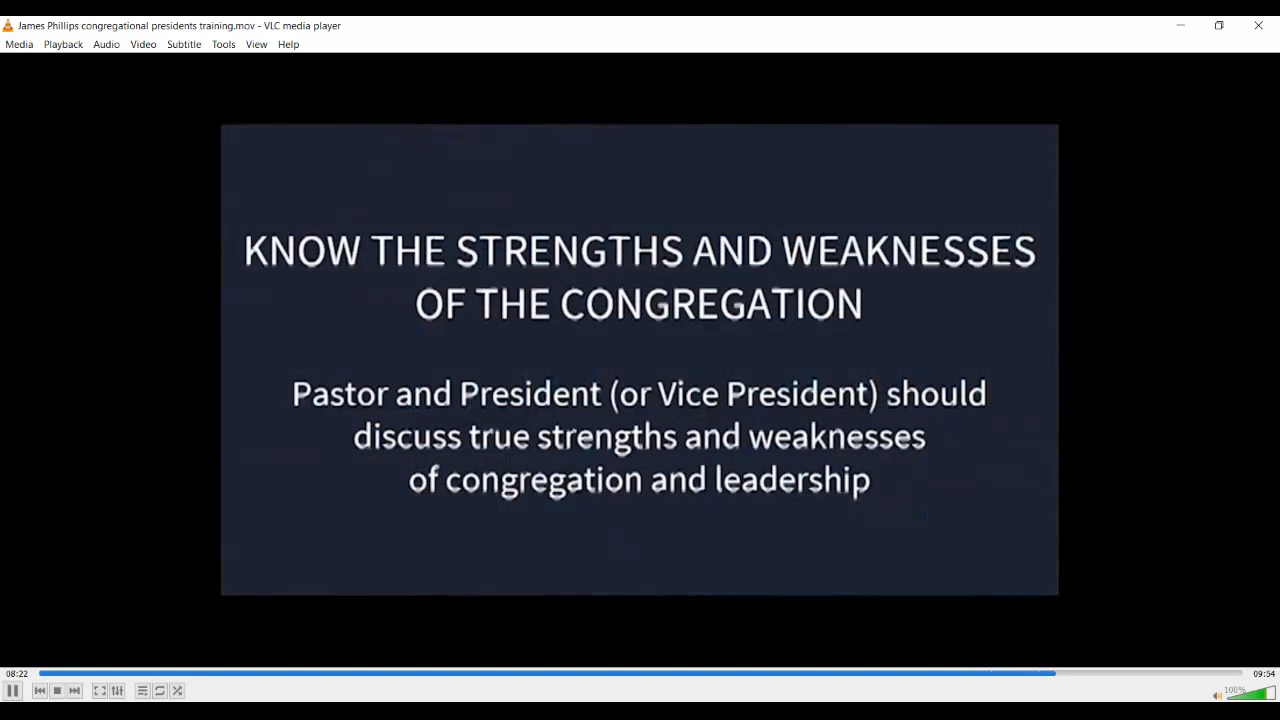 James Phillips congregational presidents training.mov - VLC media player
Media Playback Audio Video Subtitle Tools View Help
KNOW THE STRENGTHS AND WEAKNESSES
OF THE CONGREGATION
Pastor and President (or Vice President) should
discuss true strengths and weaknesses
of congregation and leadership
08:22 09:54
100%